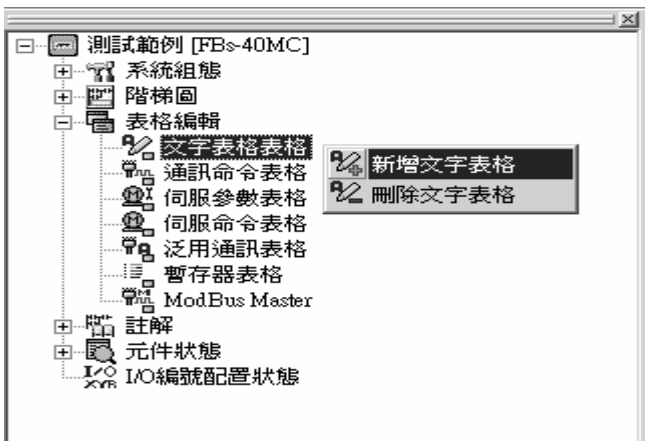 測試範例 [FBs-40MC]
系統組態
階梯圖
表格編輯
文字表格表格
新增文字表格
通訊命令表格
刪除文字表格
伺服參數表格
伺服命令表格
泛用通訊表格
暫存器表格
ModBus Master
註解
元件狀態
I/O編號配置狀態